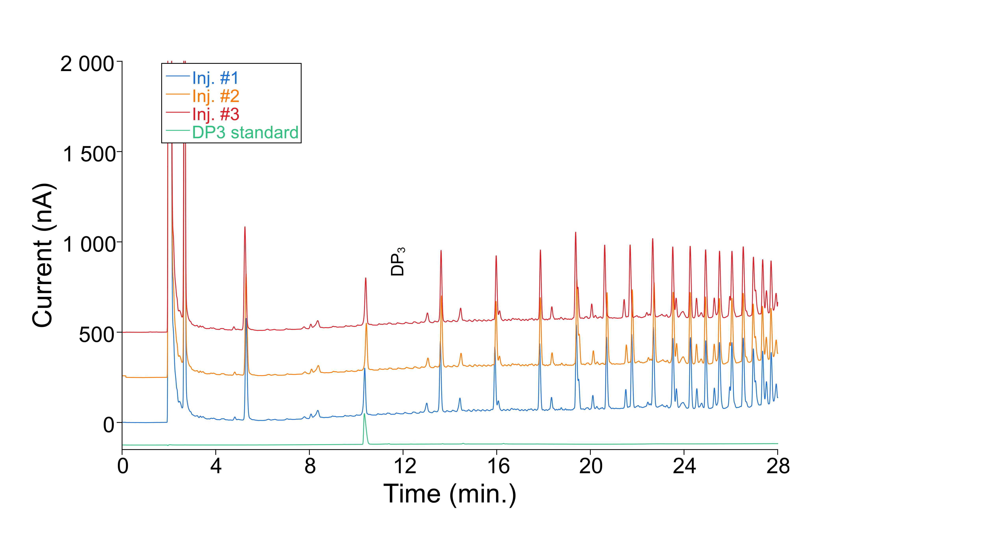 2 000
1 500
1 000
500
0
Current (nA)
Inj. #1
Inj. #2
Inj. #3
DP3 standard
DP₃
0 4 8 12 16 20 24 28
Time (min.)